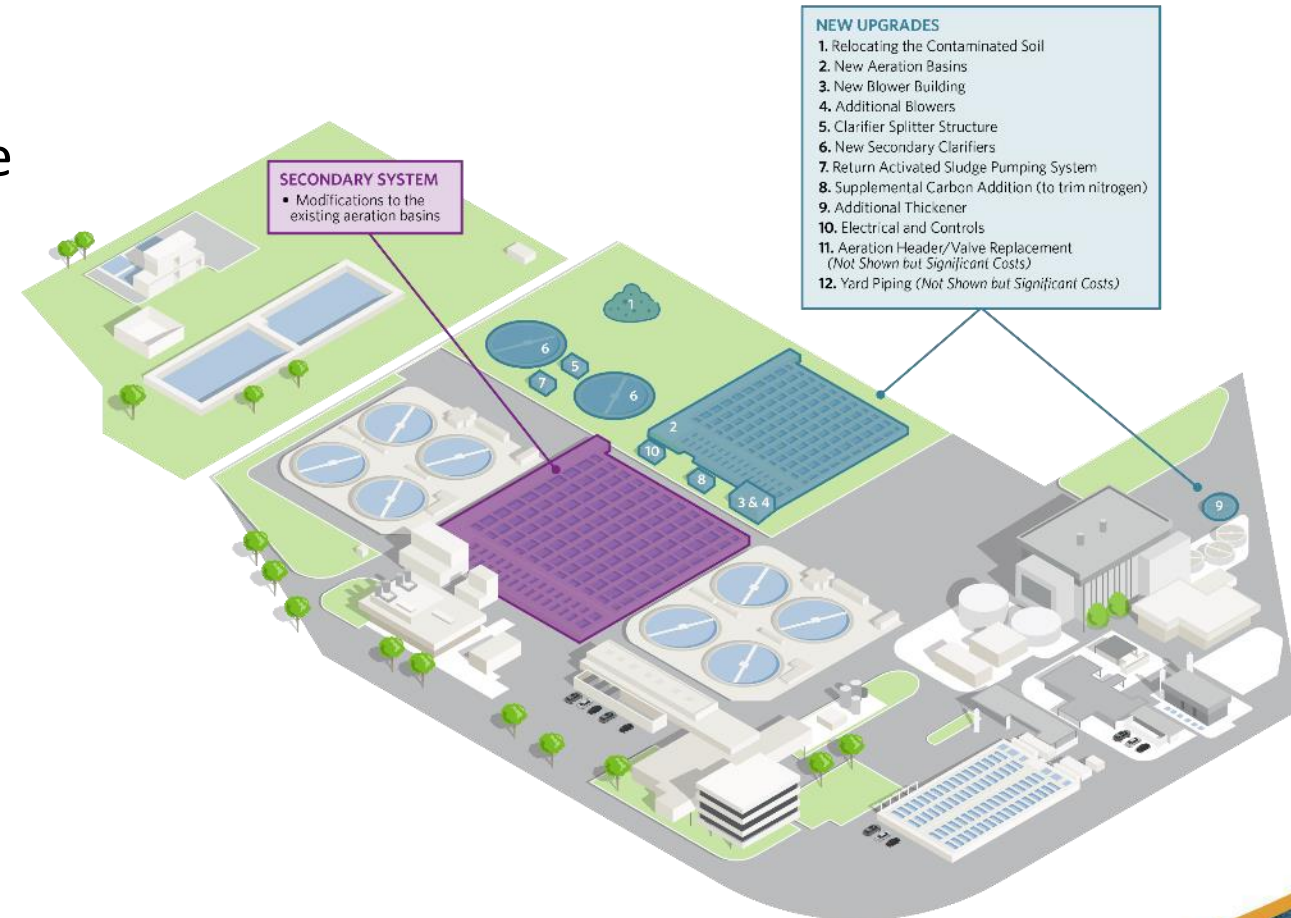 e
SECONDARY SYSTEM
• Modifications to the
existing aeration basins
NEW UPGRADES
1. Relocating the Contaminated Soil
2. New Aeration Basins
3. New Blower Building
4. Additional Blowers
5. Clarifier Splitter Structure
6. New Secondary Clarifiers
7. Return Activated Sludge Pumping System
8. Supplemental Carbon Addition (to trim nitrogen)
9. Additional Thickener
10. Electrical and Controls
11. Aeration Header/Valve Replacement
(Not Shown but Significant Costs)
12. Yard Piping (Not Shown but Significant Costs)
1
6
5
7
6
2
10
8
3 & 4
9